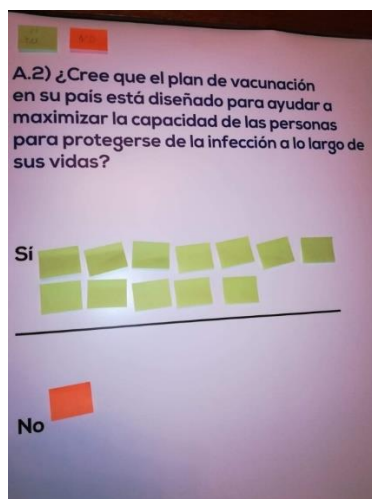 A.2) ¿Cree que el plan de vacunación
en su país está diseñado para ayudar a
maximizar la capacidad de las personas
para protegerse de la infección a lo largo de
sus vidas?
Sí
No